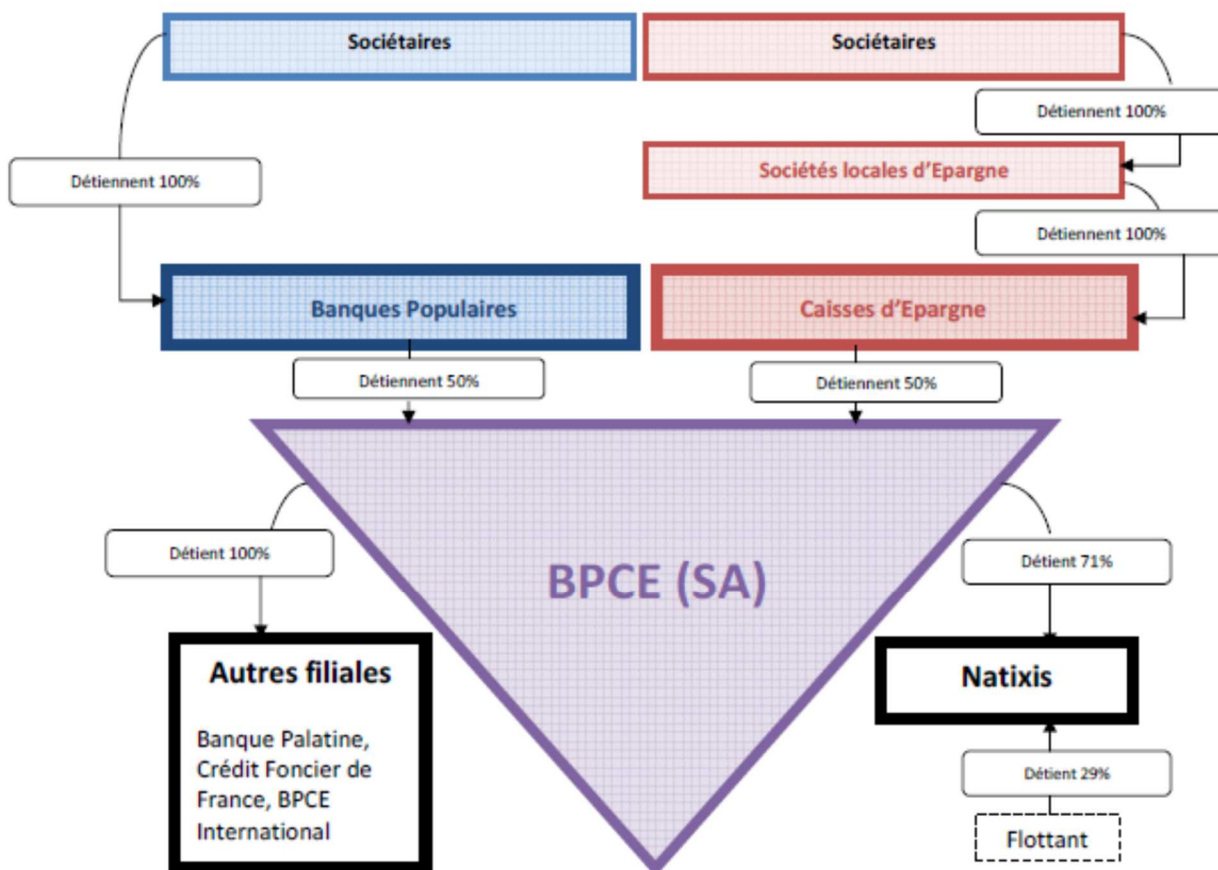 Sociétaires
Sociétaires
Détiennent 100%
Détiennent 100%
Sociétés locales d'Epargne
Détiennent 100%
Banques Populaires
Caisses d'Epargne
Détiennent 50%
Détiennent 50%
Détient 100%
BPCE (SA)
Détient 71%
Autres filiales
Banque Palatine,
Crédit Foncier de
France, BPCE
International
Natixis
Détient 29%
Flottant